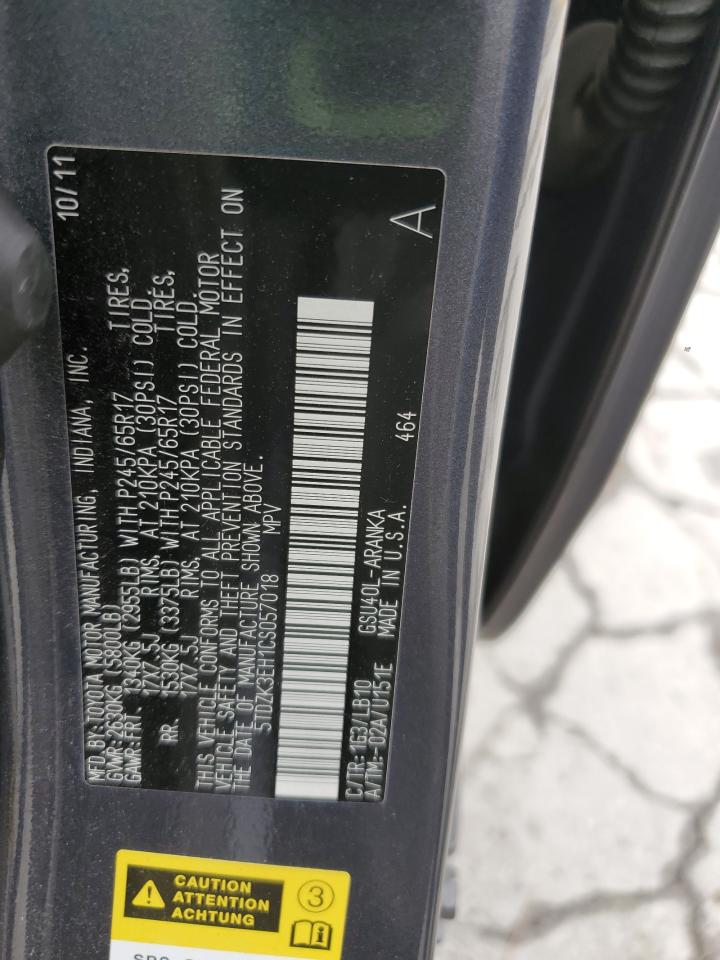 MFD.BY:TOYOTA MOTOR MANUFACTURING, INDIANA, INC. 10/11
GVWR:2630KG (5800LB)
GAWR:FRT 1340KG (2955LB) WITH P245/65R17 TIRES,
17X7.5J RIMS, AT 210KPA (30PSI) COLD.
RR. 1530KG (3375LB) WITH P245/65R17 TIRES,
17X7.5J RIMS, AT 210KPA (30PSI) COLD.
THIS VEHICLE CONFORMS TO ALL APPLICABLE FEDERAL MOTOR
VEHICLE SAFETY AND THEFT PREVENTION STANDARDS IN EFFECT ON
THE DATE OF MANUFACTURE SHOWN ABOVE.
5TDZK3EH1CS057018 MPV
C/TR:1G3/LB10 GSU40L-ARANKA
A/TM:-02A/U151E MADE IN U.S.A. 464 A
CAUTION
ATTENTION
ACHTUNG
3